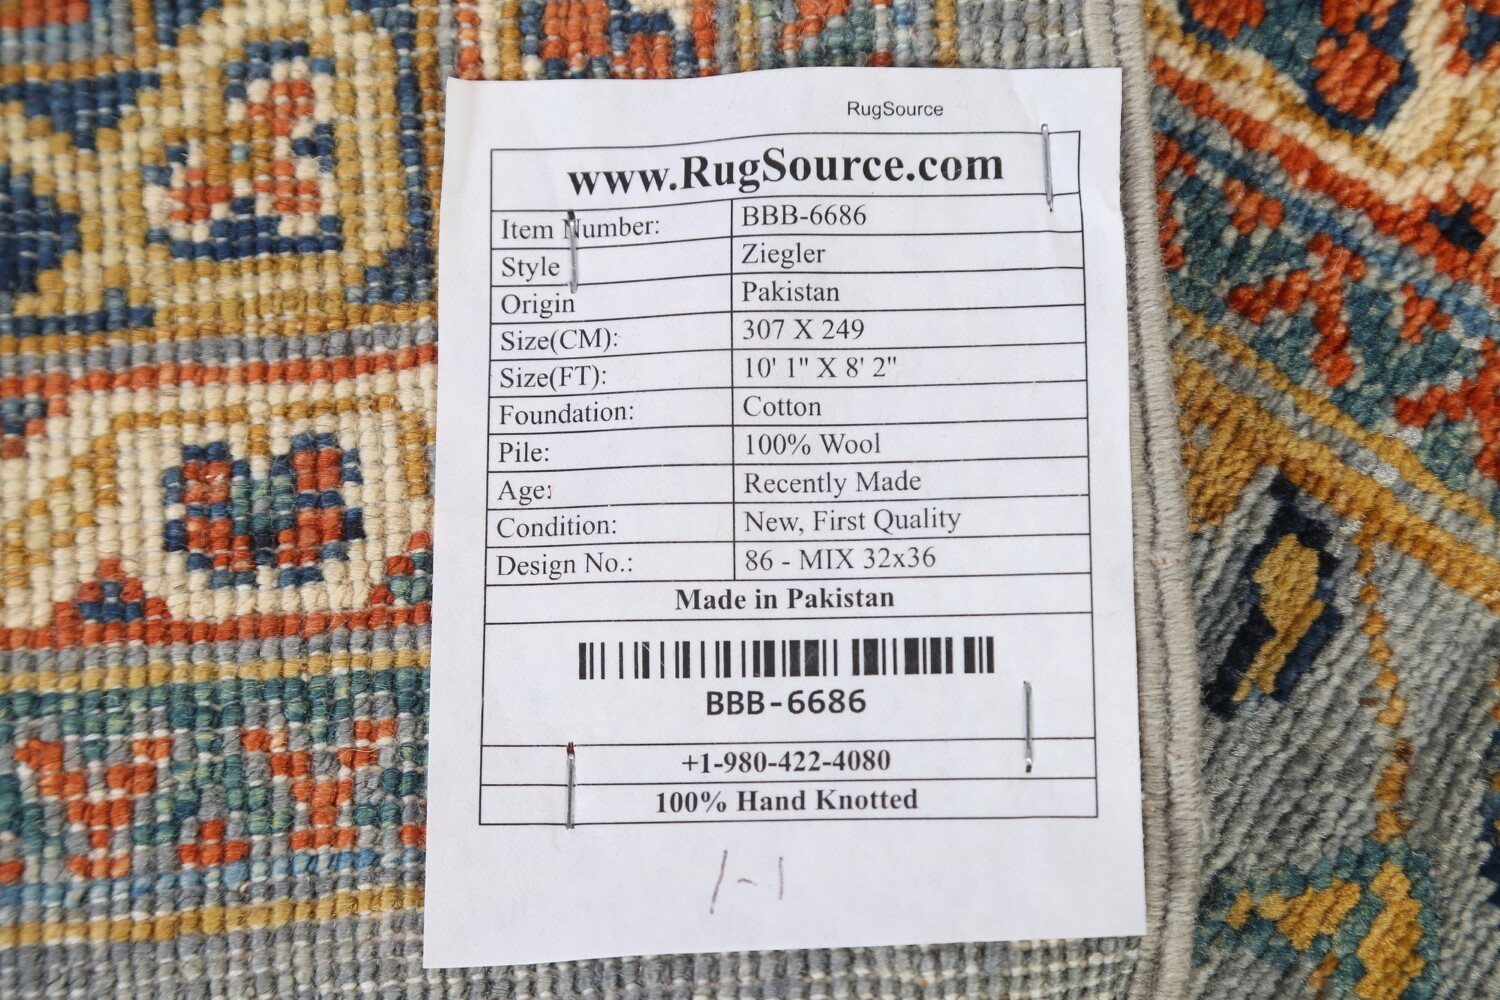 RugSource
www.RugSource.com
Item Number: BBB-6686
Style Ziegler
Origin Pakistan
Size(CM): 307 X 249
Size(FT): 10' 1" X 8' 2"
Foundation: Cotton
Pile: 100% Wool
Age: Recently Made
Condition: New, First Quality
Design No.: 86 - MIX 32x36
Made in Pakistan
BBB-6686
+1-980-422-4080
100% Hand Knotted
1-1